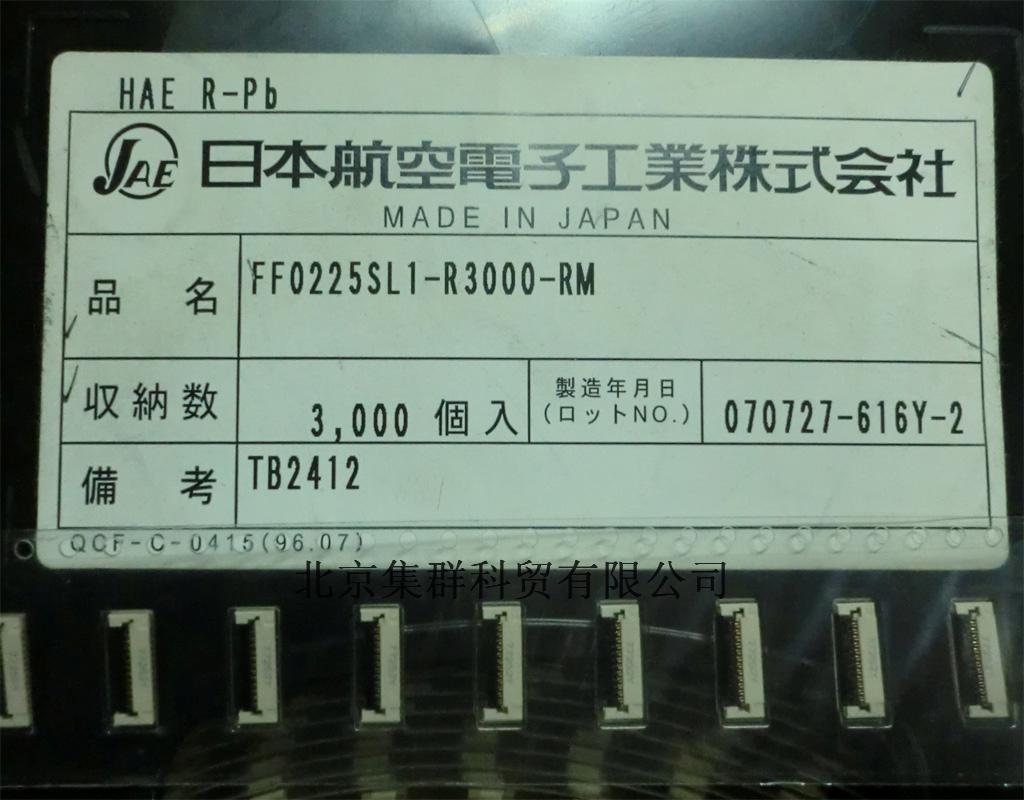 HAE R-Pb
JAE 日本航空電子工業株式会社
MADE IN JAPAN
品 名 FF0225SL1-R3000-RM
収納数 3,000 個入 製造年月日 (ロットNO.) 070727-616Y-2
備 考 TB2412
QCF-C-0415(96.07)
北京集群科贸有限公司